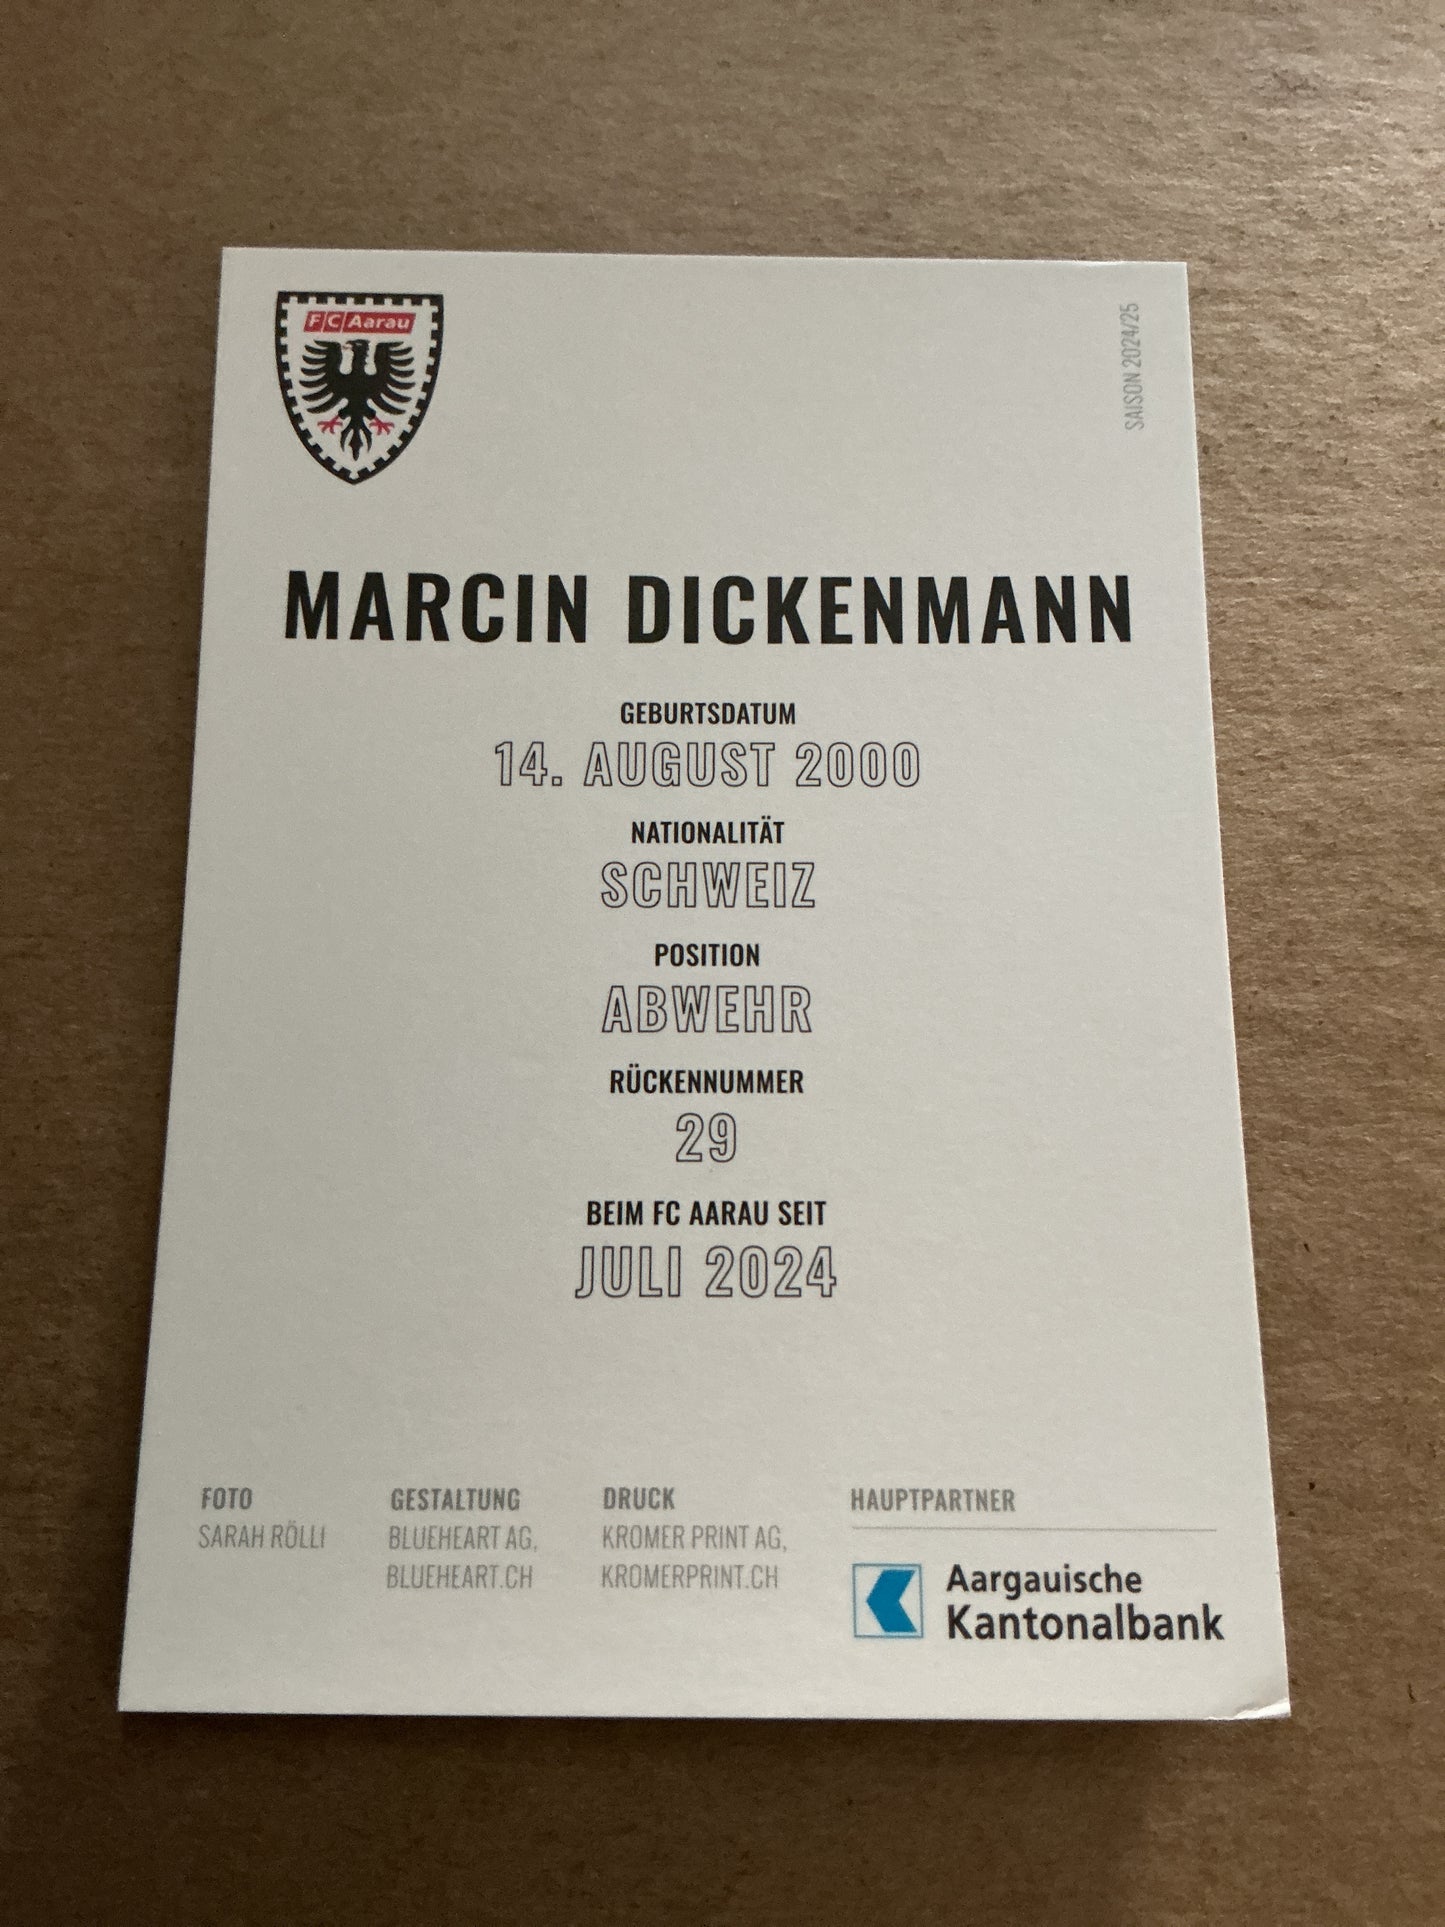 FC Aarau
SAISON 2024/25
MARCIN DICKENMANN
GEBURTSDATUM
14. AUGUST 2000
NATIONALITÄT
SCHWEIZ
POSITION
ABWEHR
RÜCKENNUMMER
29
BEIM FC AARAU SEIT
JULI 2024
FOTO
SARAH RÖLLI
GESTALTUNG
BLUEHEART AG,
BLUEHEART.CH
DRUCK
KROMER PRINT AG,
KROMERPRINT.CH
HAUPTPARTNER
Aargauische
Kantonalbank